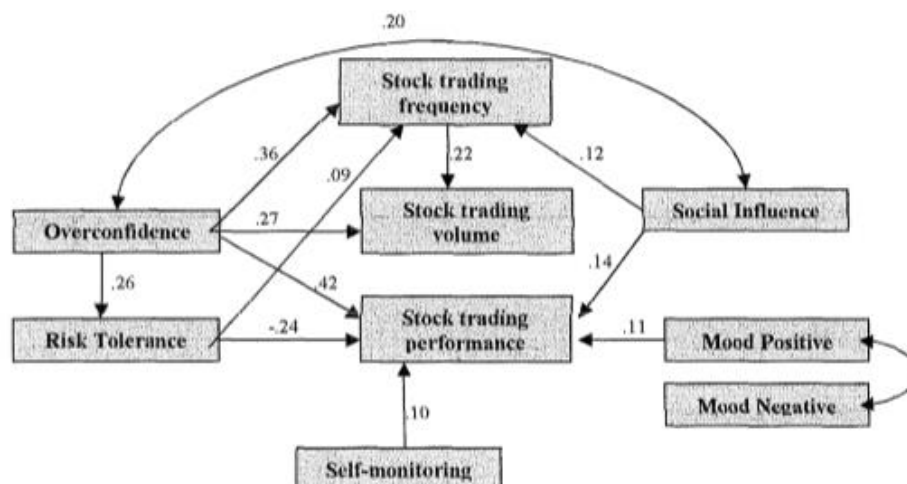 .20
Stock trading
frequency
.36
.09
.22
.12
Overconfidence
.27
Stock trading
volume
Social Influence
.26
.42
.14
Risk Tolerance
-.24
Stock trading
performance
.11
Mood Positive
Mood Negative
.10
Self-monitoring